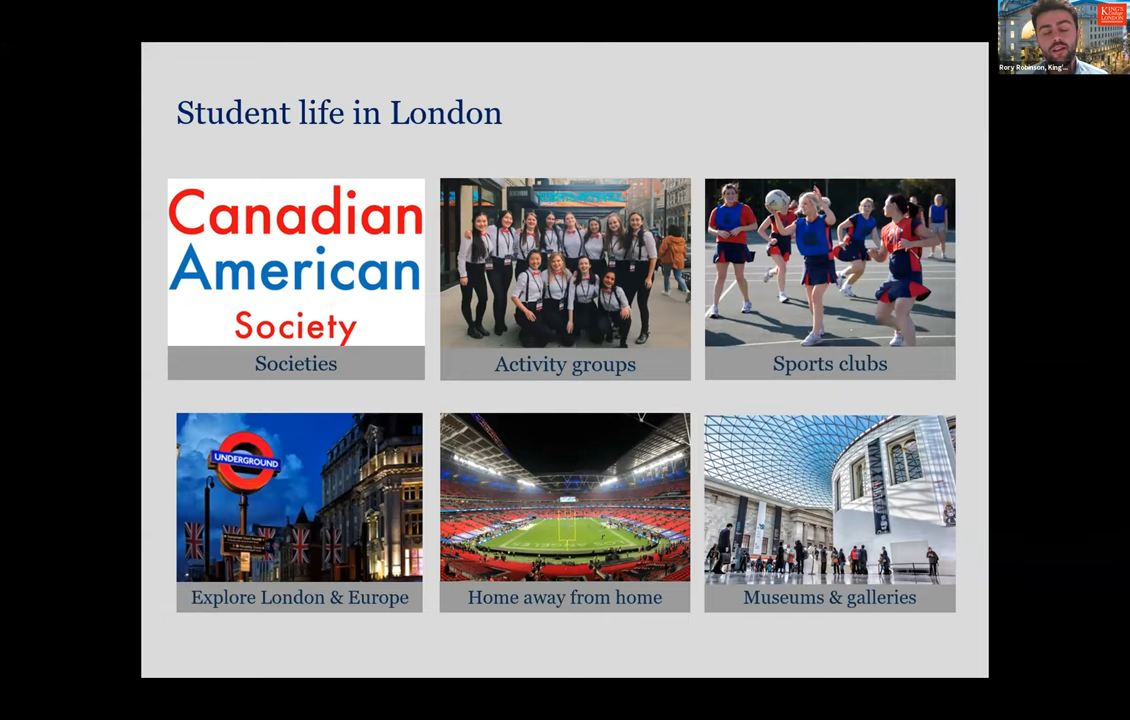 KING'S
College
LONDON
Rory Robinson, King'...
Student life in London
Canadian
American
Society
Societies
Activity groups
Sports clubs
UNDERGROUND
Explore London & Europe
Home away from home
Museums & galleries